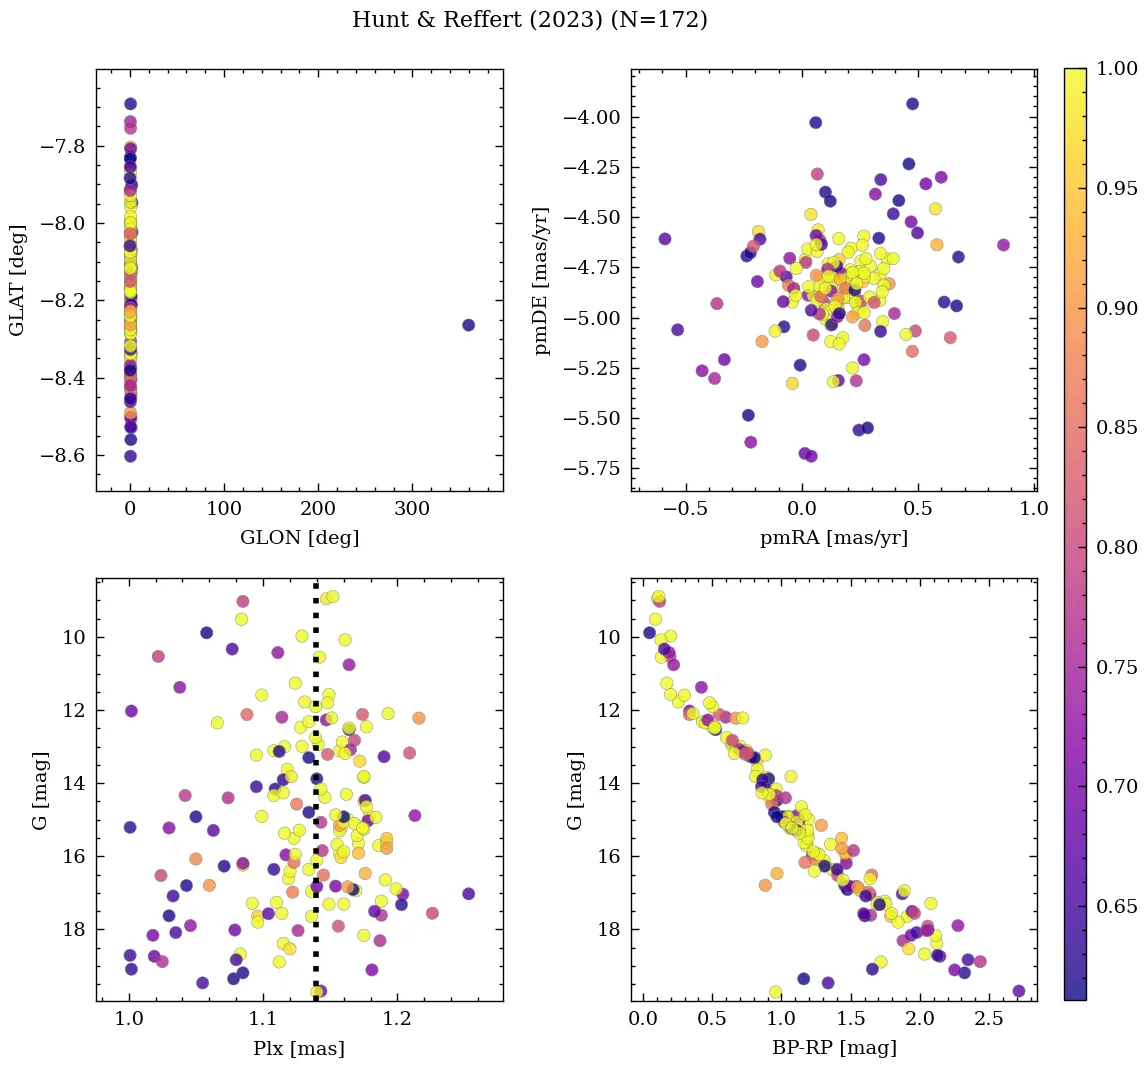 Hunt & Reffert (2023) (N=172)
GLAT [deg]
−7.8
−8.0
−8.2
−8.4
−8.6
0 100 200 300
GLON [deg]
pmDE [mas/yr]
−4.00
−4.25
−4.50
−4.75
−5.00
−5.25
−5.50
−5.75
−0.5 0.0 0.5 1.0
pmRA [mas/yr]
G [mag]
10
12
14
16
18
1.0 1.1 1.2
Plx [mas]
G [mag]
10
12
14
16
18
0.0 0.5 1.0 1.5 2.0 2.5
BP-RP [mag]
1.00
0.95
0.90
0.85
0.80
0.75
0.70
0.65